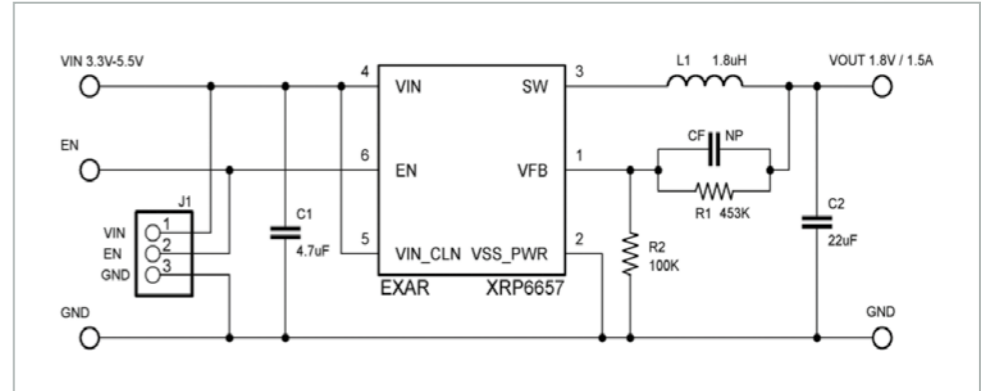 VIN 3.3V-5.5V
4
VIN
SW
3
L1 1.8uH
VOUT 1.8V / 1.5A
EN
6
EN
VFB
1
CF NP
R1 453K
J1
VIN 1
EN 2
GND 3
C1
4.7uF
5
VIN_CLN VSS_PWR
2
R2
100K
C2
22uF
EXAR XRP6657
GND
GND